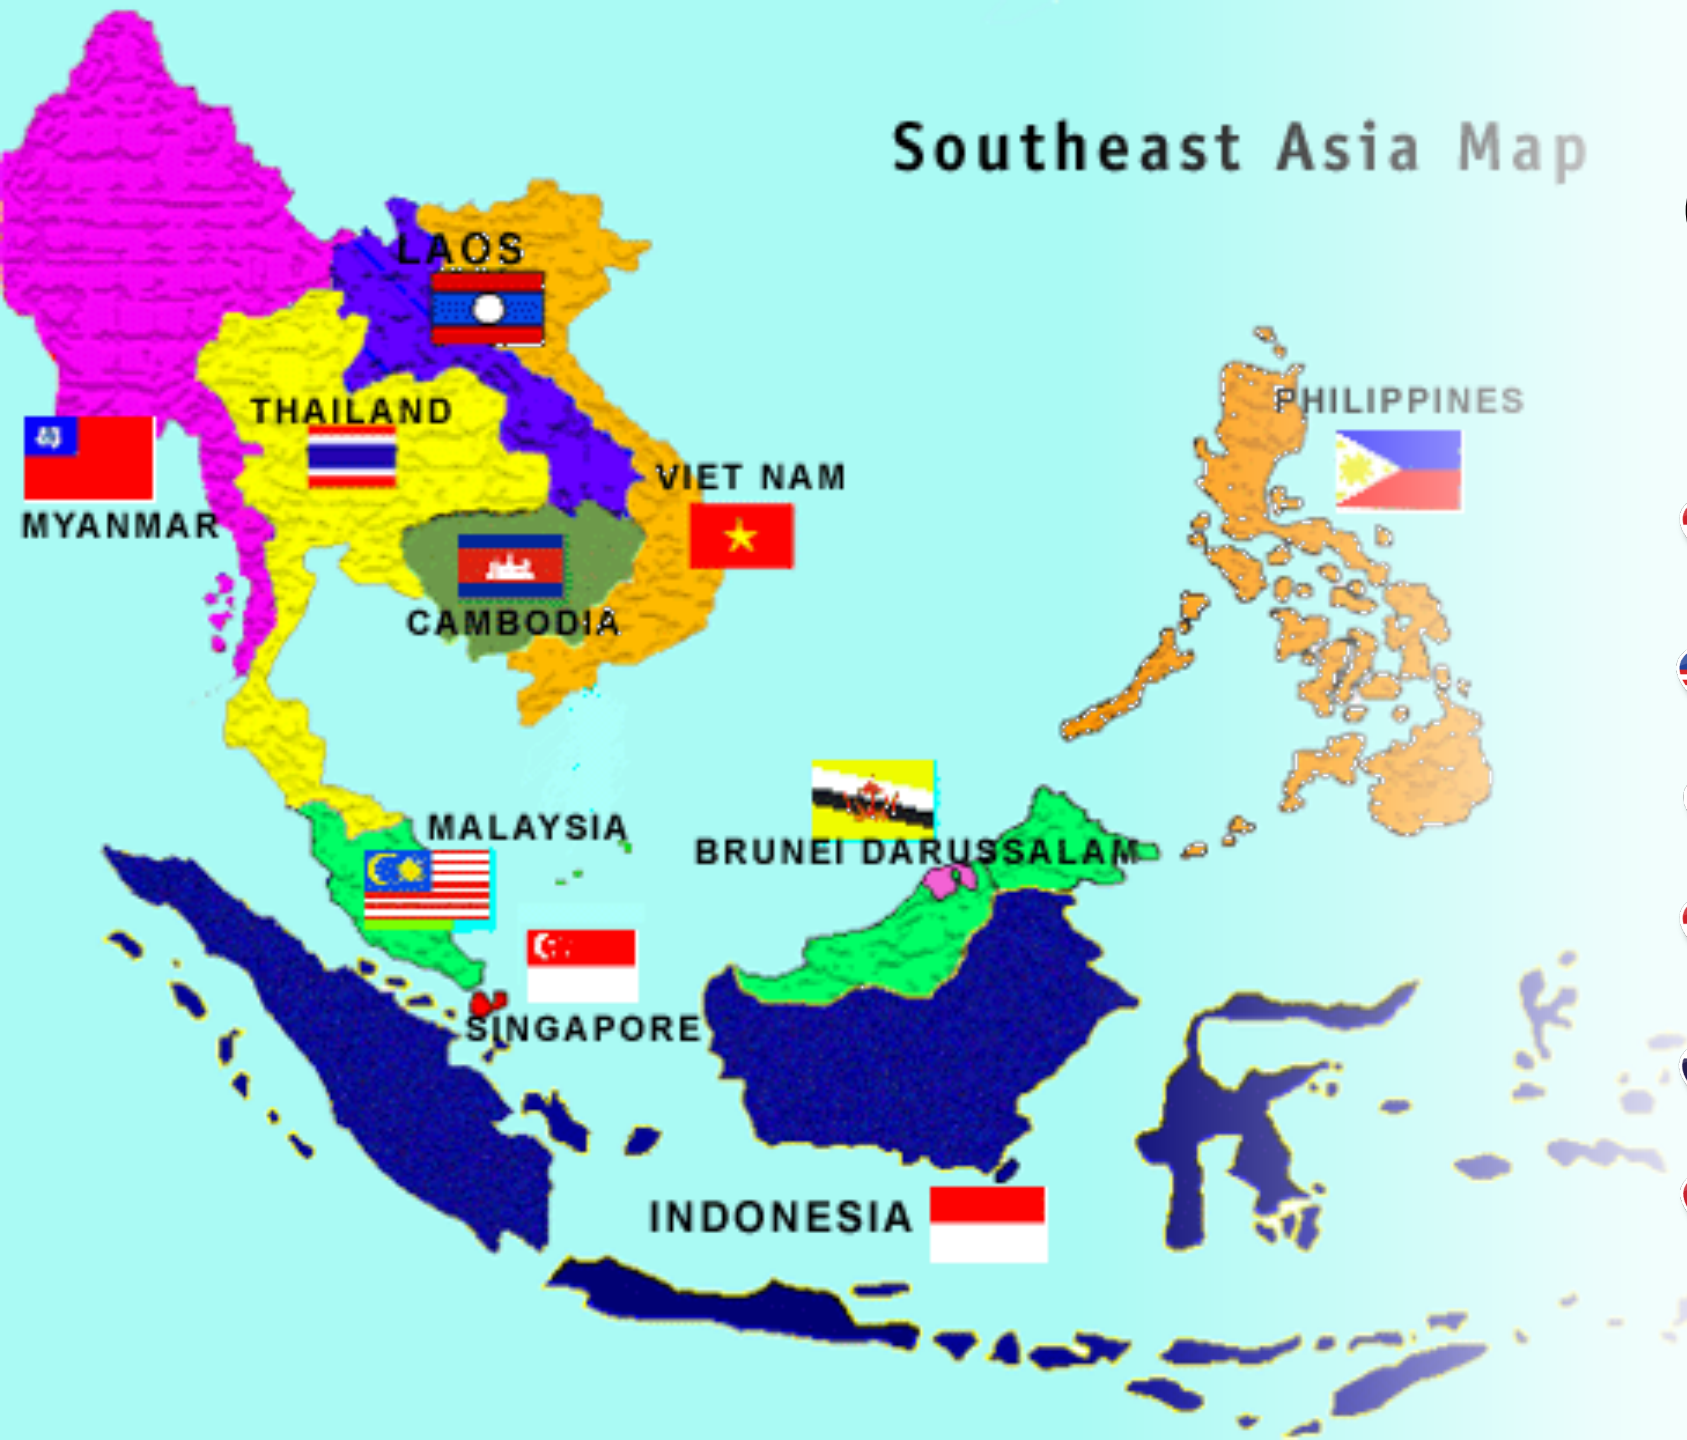 Southeast Asia Map
LAOS
PHILIPPINES
THAILAND
VIET NAM
MYANMAR
CAMBODIA
MALAYSIA
BRUNEI DARUSSALAM
SINGAPORE
INDONESIA